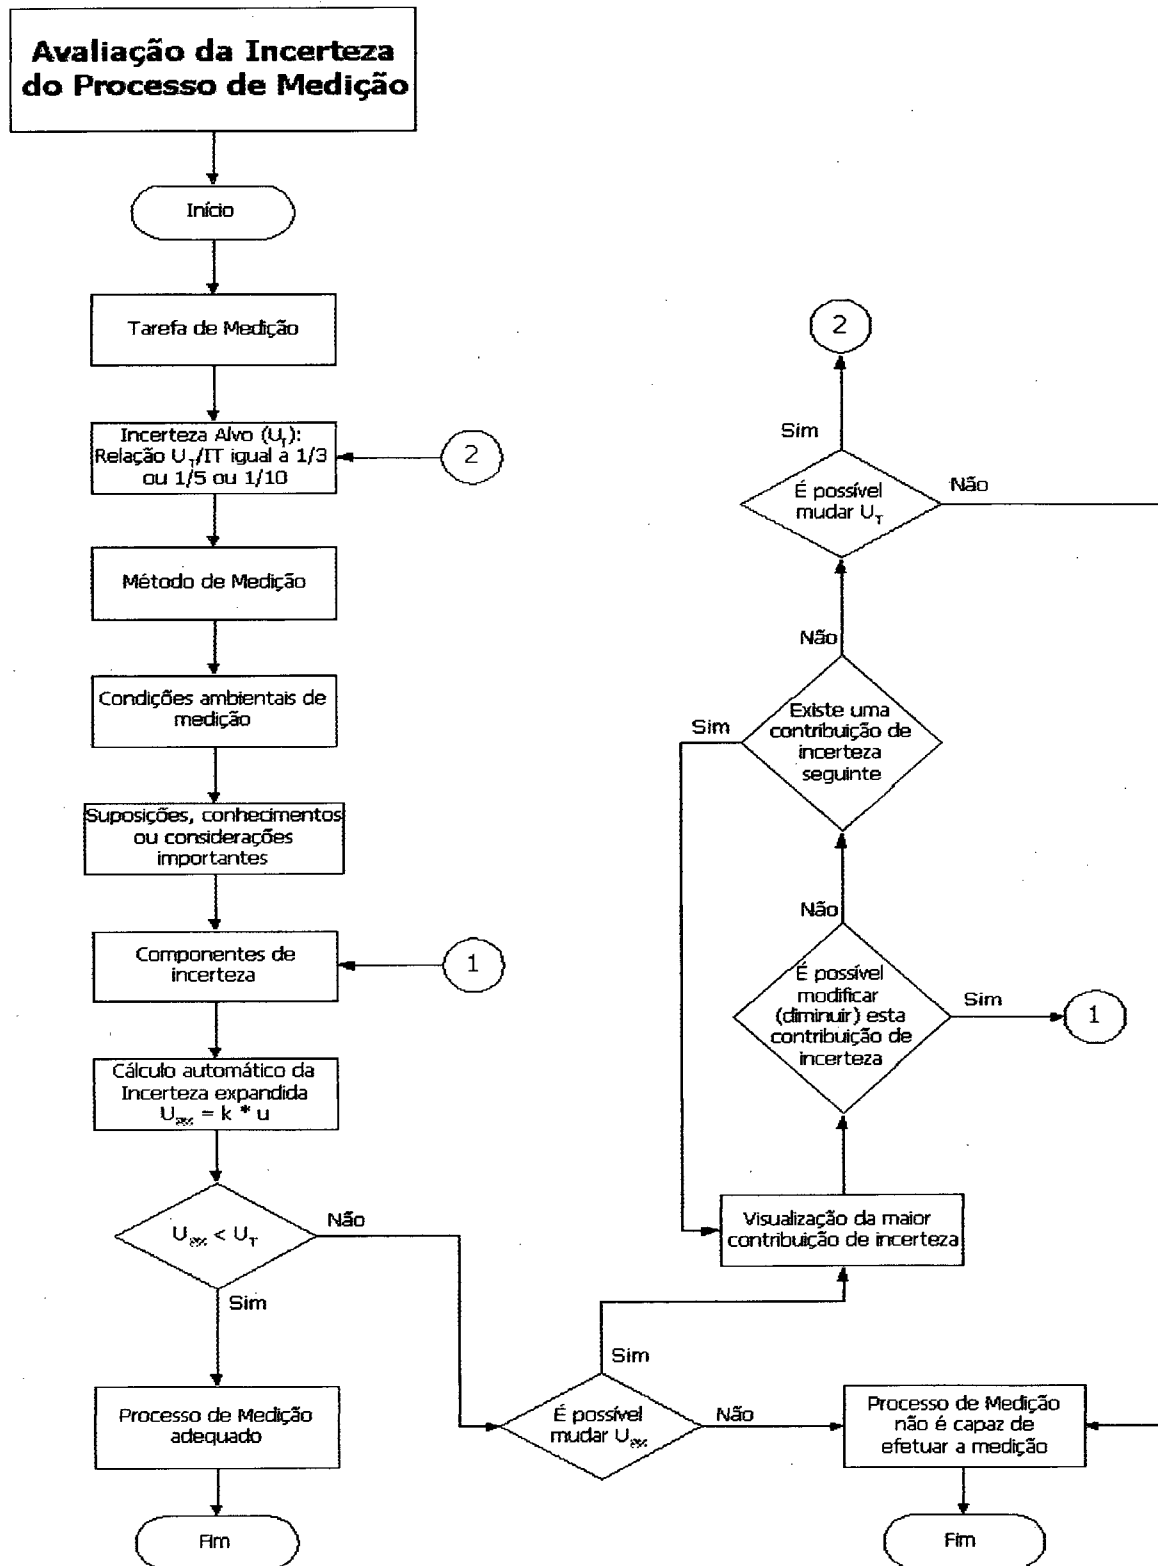 Avaliação da Incerteza
do Processo de Medição
Início
Tarefa de Medição
Incerteza Alvo (U_T):
Relação U_T/IT igual a 1/3
ou 1/5 ou 1/10
2
Método de Medição
Condições ambientais de
medição
Suposições, conhecimentos
ou considerações
importantes
Componentes de
incerteza
1
Cálculo automático da
Incerteza expandida
U_ex = k * u
U_ex < U_T
Não
Sim
Processo de Medição
adequado
Fim
É possível
mudar U_ex
Sim
Não
Processo de Medição
não é capaz de
efetuar a medição
Fim
Visualização da maior
contribuição de incerteza
É possível
modificar
(diminuir) esta
contribuição de
incerteza
Sim
1
Não
Existe uma
contribuição de
incerteza
seguinte
Sim
Não
É possível
mudar U_T
Não
Sim
2